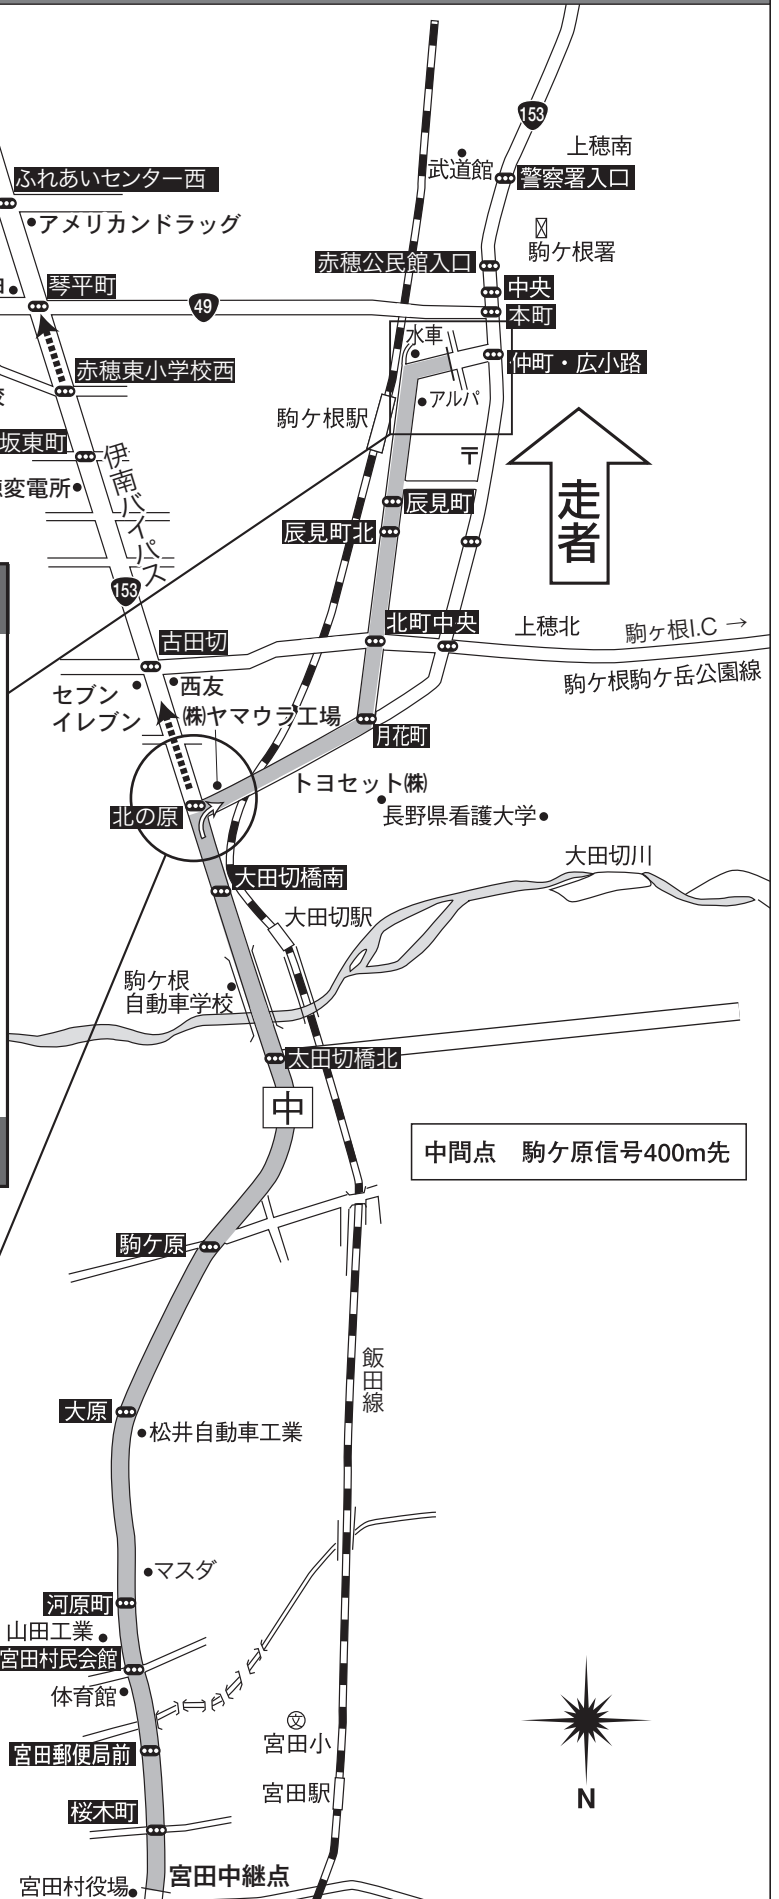 153
上穂南
武道館
警察署入口
ふれあいセンター西
アメリカンドラッグ
駒ケ根署
赤穂公民館入口
琴平町
中央
49
本町
水車
仲町・広小路
赤穂東小学校西
アルパ
駒ケ根駅
坂東町
〒
変電所
伊南バイパス
走者
辰見町
辰見町北
153
古田切
北町中央
上穂北
駒ヶ根I.C →
駒ケ根駒ケ岳公園線
セブン
イレブン
西友
㈱ヤマウラ工場
月花町
トヨセット㈱
北の原
長野県看護大学
大田切川
大田切橋南
大田切駅
駒ケ根
自動車学校
太田切橋北
中
中間点　駒ケ原信号400m先
駒ケ原
飯田線
大原
松井自動車工業
マスダ
河原町
山田工業
宮田村民会館
体育館
文
宮田小
宮田郵便局前
宮田駅
N
桜木町
宮田中継点
宮田村役場